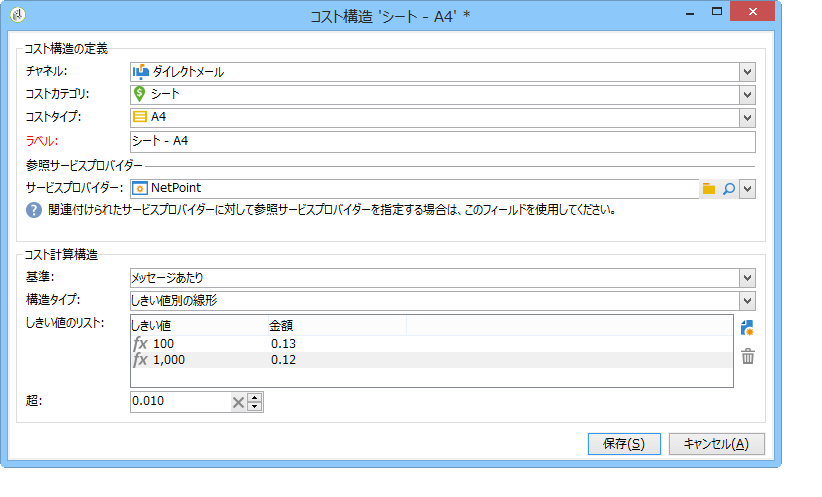 コスト構造 'シート - A4' *
コスト構造の定義
チャネル: ダイレクトメール
コストカテゴリ: シート
コストタイプ: A4
ラベル: シート - A4
参照サービスプロバイダー
サービスプロバイダー: NetPoint
関連付けられたサービスプロバイダーに対して参照サービスプロバイダーを指定する場合は、このフィールドを使用してください。
コスト計算構造
基準: メッセージあたり
構造タイプ: しきい値別の線形
しきい値のリスト: しきい値 金額
fx 100 0.13
fx 1,000 0.12
超: 0.010
保存(S) キャンセル(A)